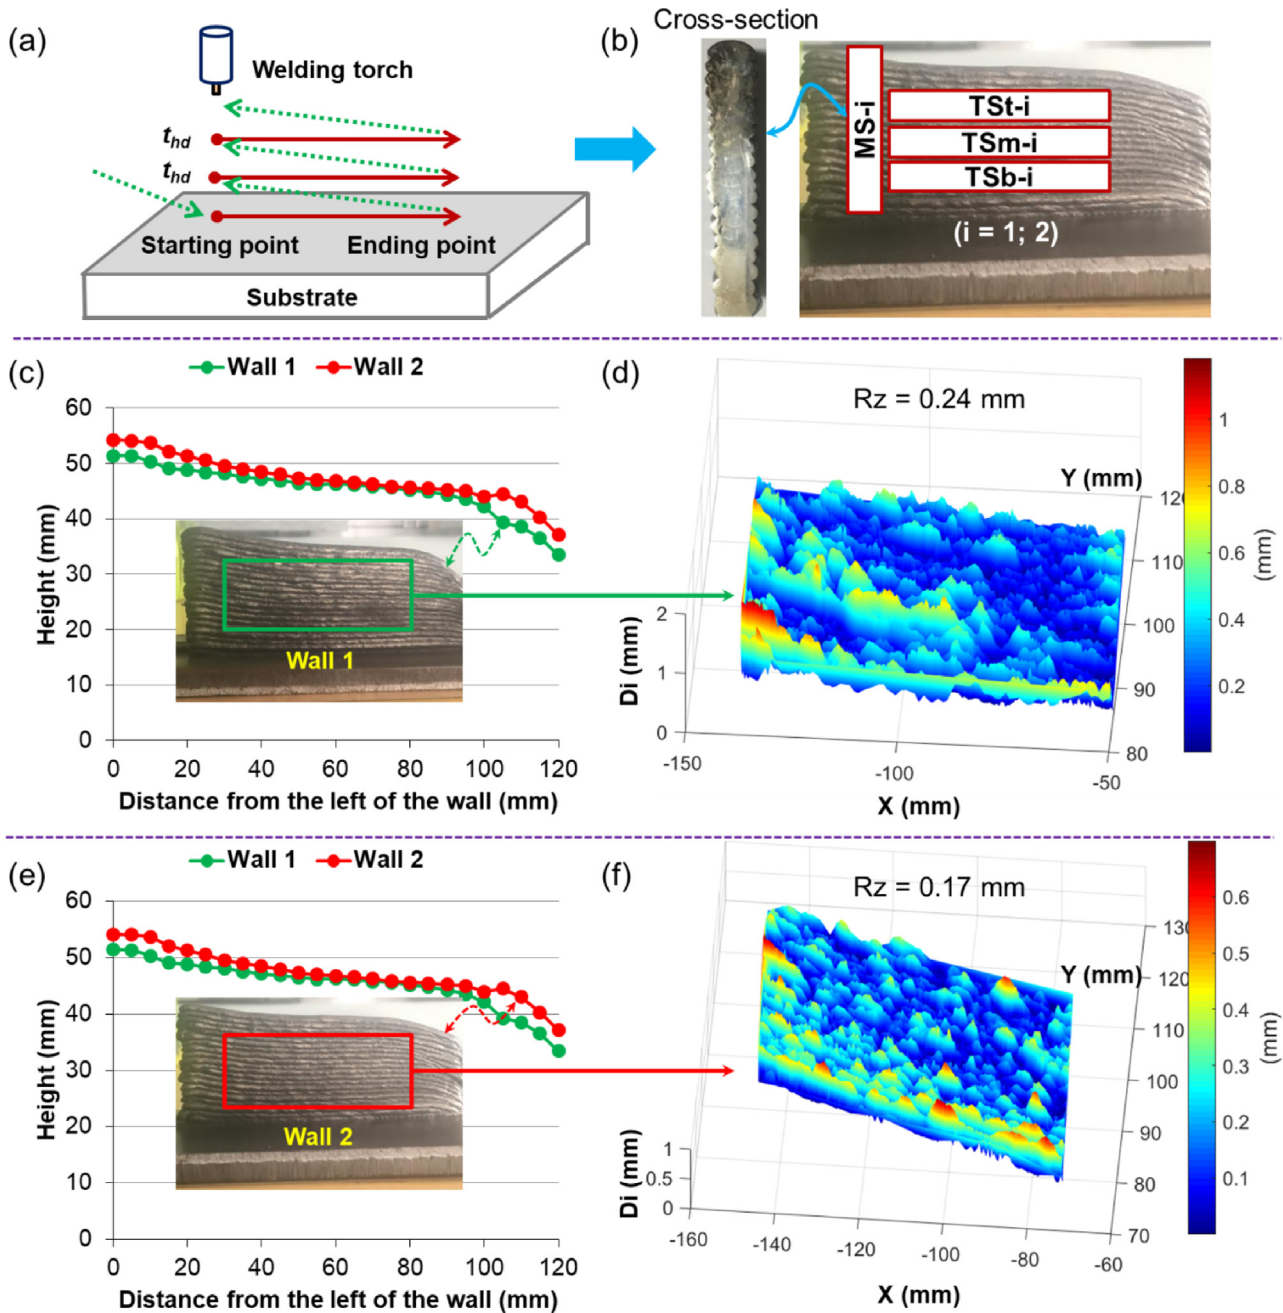 (a)
Welding torch
t_hd
t_hd
Starting point
Ending point
Substrate
(b)
Cross-section
MS-i
TSt-i
TSm-i
TSb-i
(i = 1; 2)
(c)
Wall 1
Wall 2
Height (mm)
60
50
40
30
20
10
0
Wall 1
0 20 40 60 80 100 120
Distance from the left of the wall (mm)
(d)
Rz = 0.24 mm
Y (mm)
120
110
100
90
80
Di (mm)
2
1
0
-150 -100 -50
X (mm)
1
0.8
0.6
0.4
0.2
(mm)
(e)
Wall 1
Wall 2
Height (mm)
60
50
40
30
20
10
0
Wall 2
0 20 40 60 80 100 120
Distance from the left of the wall (mm)
(f)
Rz = 0.17 mm
Y (mm)
130
120
110
100
90
80
70
Di (mm)
1
0.5
0
-160 -140 -120 -100 -80 -60
X (mm)
0.6
0.5
0.4
0.3
0.2
0.1
(mm)